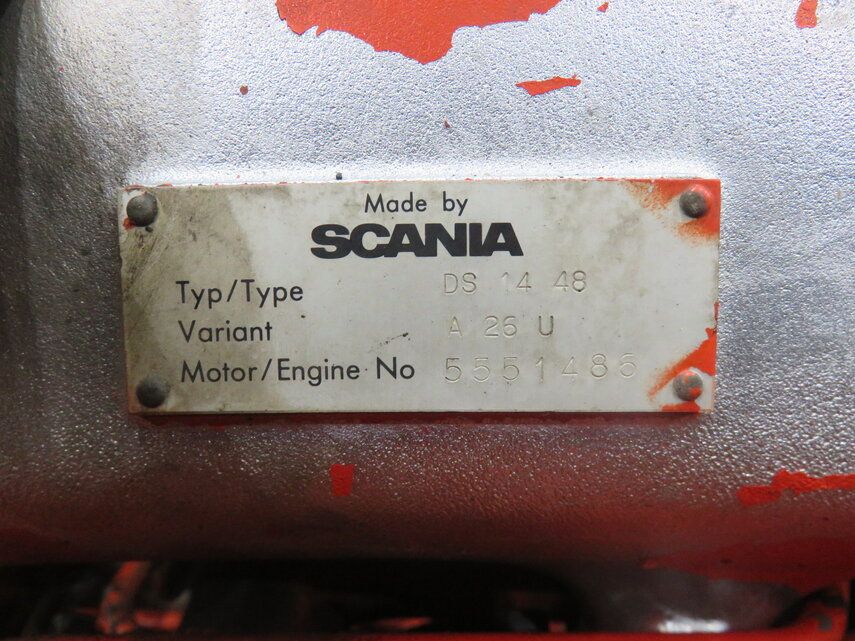 Made by
SCANIA
Typ/Type DS 14 48
Variant A 26 U
Motor/Engine No 5551486